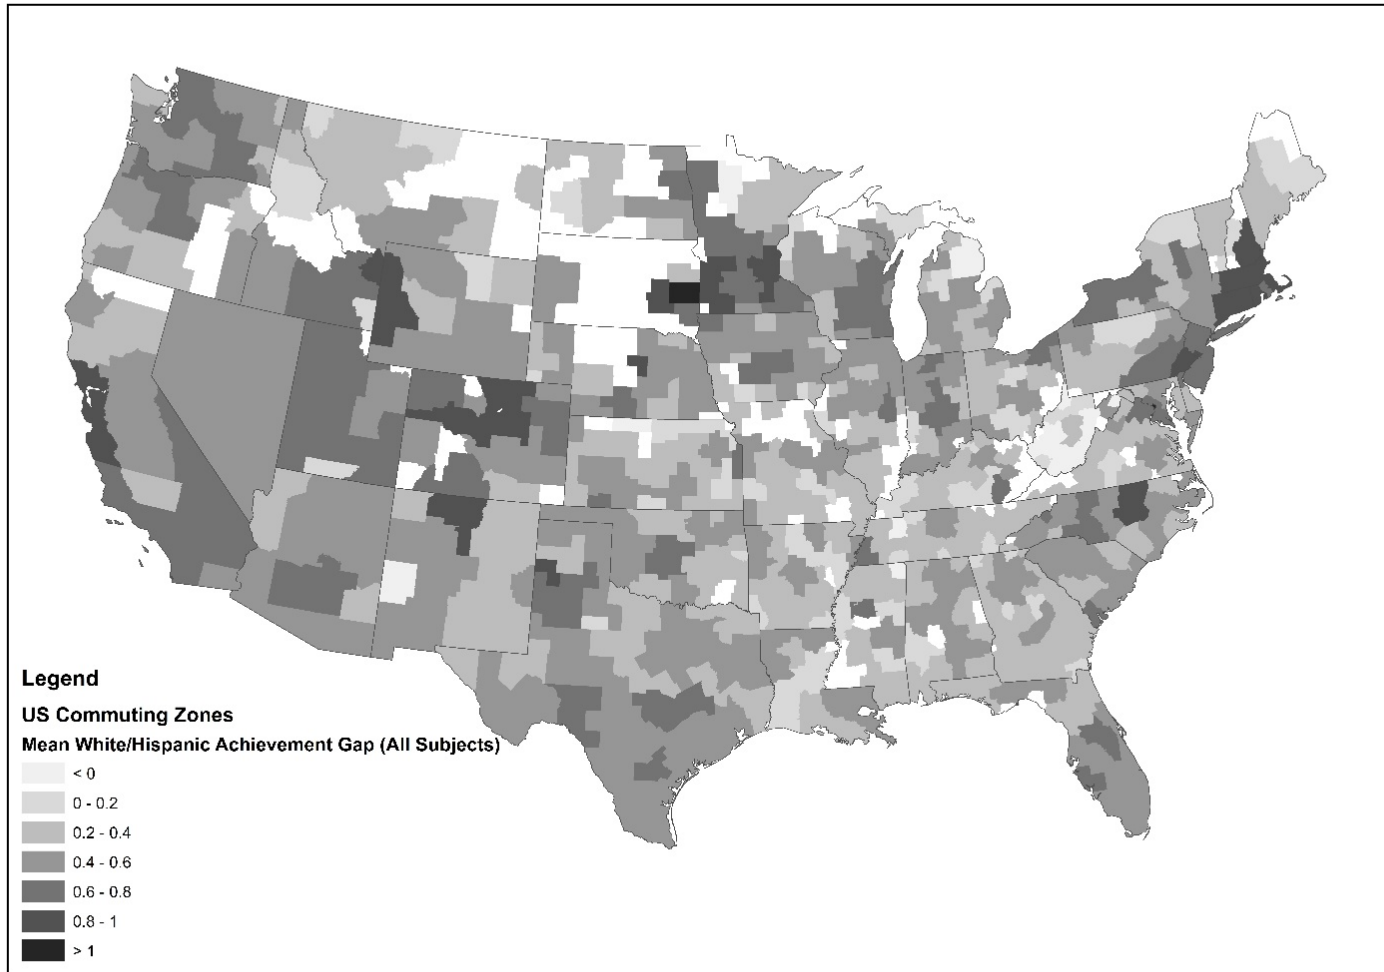 Legend
US Commuting Zones
Mean White/Hispanic Achievement Gap (All Subjects)
< 0
0 - 0.2
0.2 - 0.4
0.4 - 0.6
0.6 - 0.8
0.8 - 1
> 1